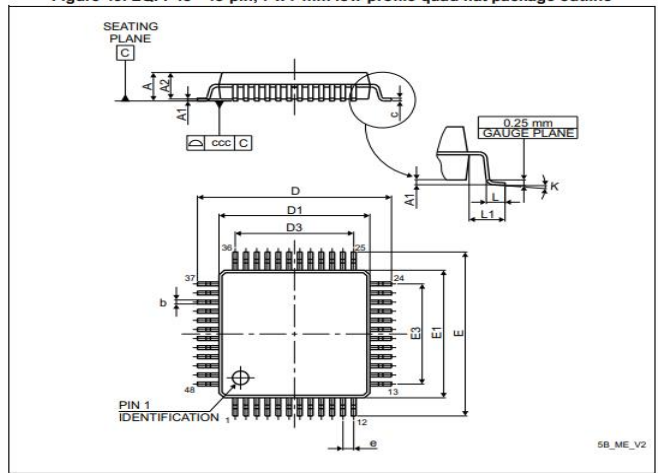 SEATING
PLANE
C
A
A2
A1
c
ccc C
0.25 mm
GAUGE PLANE
A1
L
K
L1
D
D1
D3
36
25
37
24
b
E3
E1
E
48
13
PIN 1
IDENTIFICATION
1
12
e
5B_ME_V2